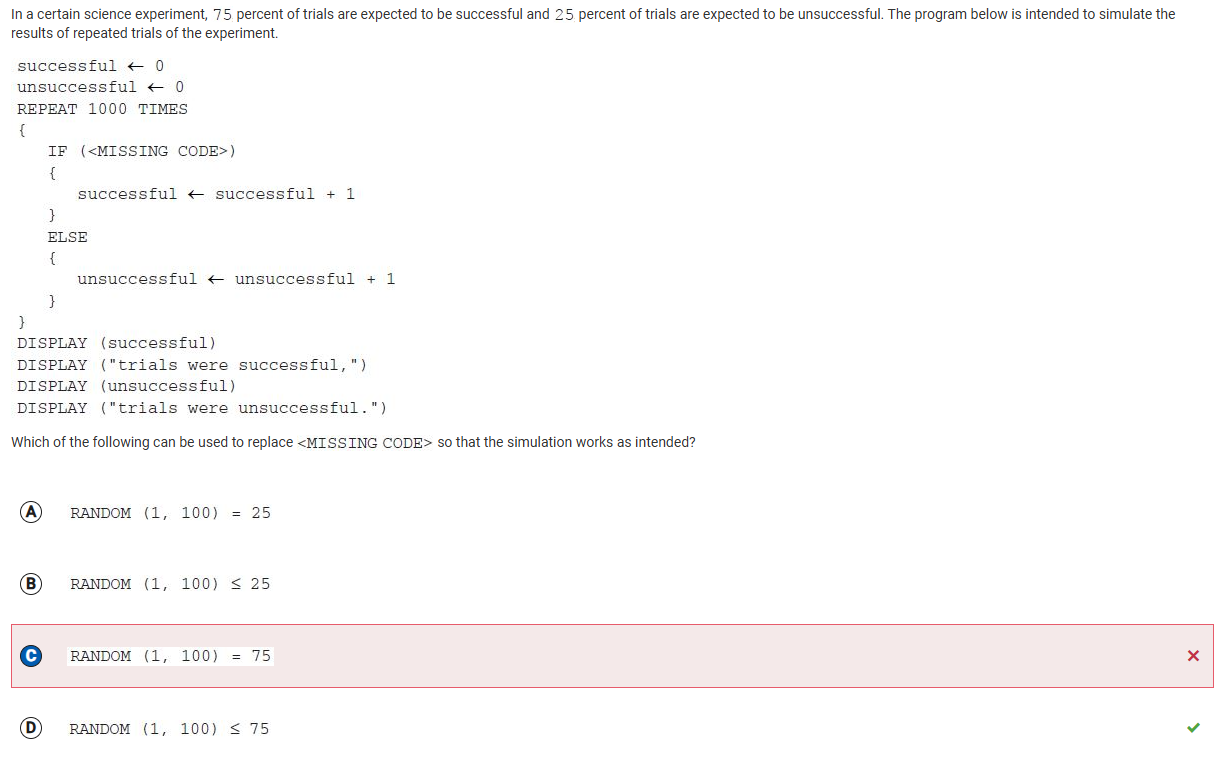 In a certain science experiment, 75 percent of trials are expected to be successful and 25 percent of trials are expected to be unsuccessful. The program below is intended to simulate the
results of repeated trials of the experiment.
successful ← 0
unsuccessful ← 0
REPEAT 1000 TIMES
{
IF (<MISSING CODE>)
{
successful ← successful + 1
}
ELSE
{
unsuccessful ← unsuccessful + 1
}
}
DISPLAY (successful)
DISPLAY ("trials were successful,")
DISPLAY (unsuccessful)
DISPLAY ("trials were unsuccessful.")
Which of the following can be used to replace <MISSING CODE> so that the simulation works as intended?
A RANDOM (1, 100) = 25
B RANDOM (1, 100) ≤ 25
C RANDOM (1, 100) = 75
D RANDOM (1, 100) ≤ 75